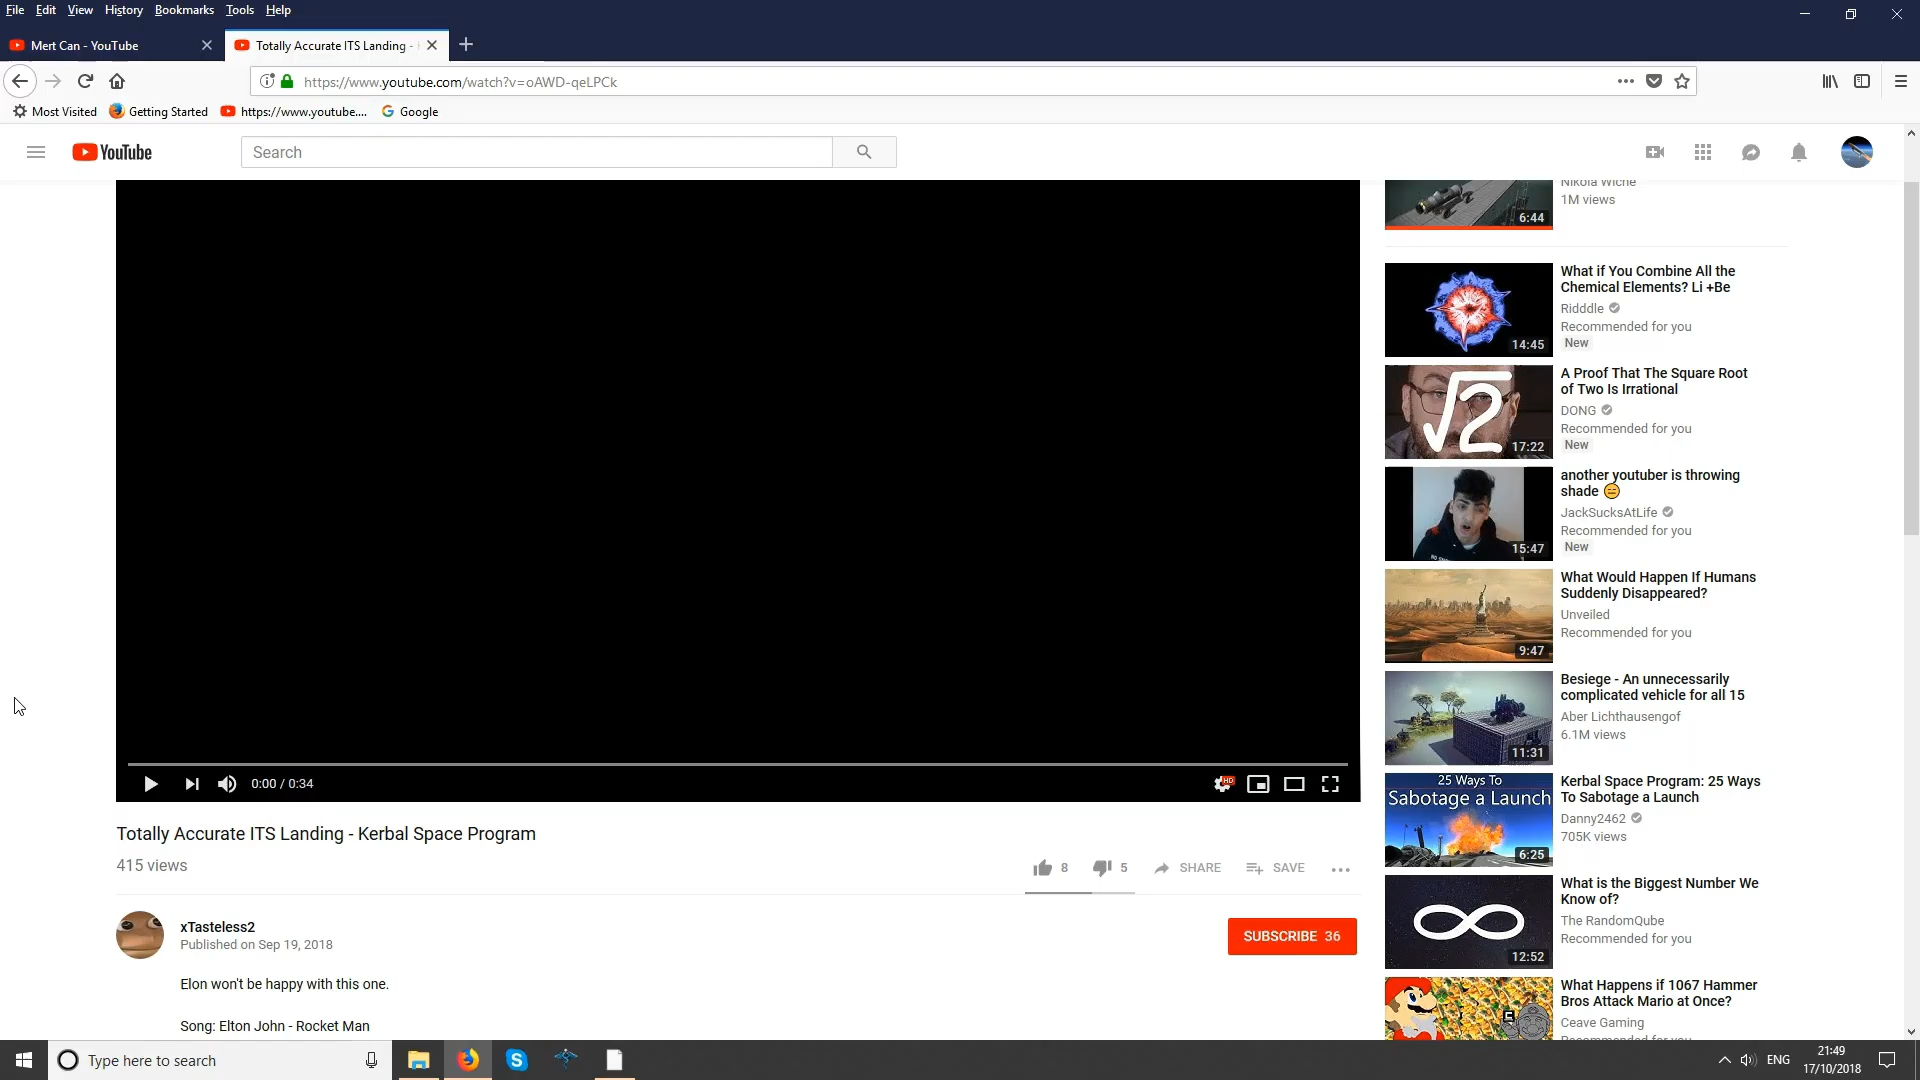 File Edit View History Bookmarks Tools Help
Mert Can - YouTube
Totally Accurate ITS Landing -
https://www.youtube.com/watch?v=oAWD-qeLPCk
Most Visited
Getting Started
https://www.youtube....
Google
YouTube
Search
Nikola Wiche
1M views
6:44
What if You Combine All the
Chemical Elements? Li +Be
Ridddle
Recommended for you
New
14:45
A Proof That The Square Root
of Two Is Irrational
DONG
Recommended for you
New
√2
17:22
another youtuber is throwing
shade 😑
JackSucksAtLife
Recommended for you
New
15:47
What Would Happen If Humans
Suddenly Disappeared?
Unveiled
Recommended for you
9:47
Besiege - An unnecessarily
complicated vehicle for all 15
Aber Lichthausengof
6.1M views
11:31
25 Ways To
Sabotage a Launch
6:25
Kerbal Space Program: 25 Ways
To Sabotage a Launch
Danny2462
705K views
What is the Biggest Number We
Know of?
The RandomQube
Recommended for you
12:52
What Happens if 1067 Hammer
Bros Attack Mario at Once?
Ceave Gaming
Recommended for you
0:00 / 0:34
HD
Totally Accurate ITS Landing - Kerbal Space Program
415 views
8
5
SHARE
SAVE
xTasteless2
Published on Sep 19, 2018
SUBSCRIBE 36
Elon won't be happy with this one.
Song: Elton John - Rocket Man
Type here to search
ENG
21:49
17/10/2018